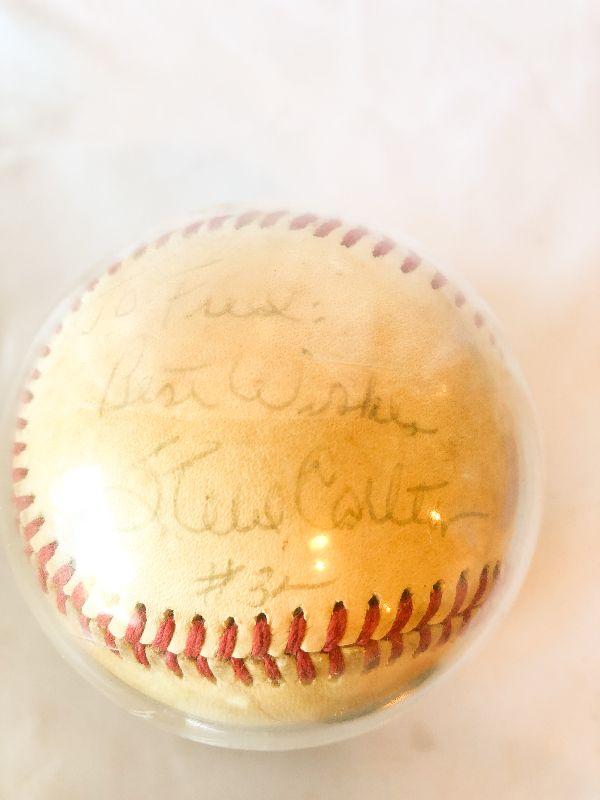 To Fred:
Best Wishes
Steve Carlton
#32